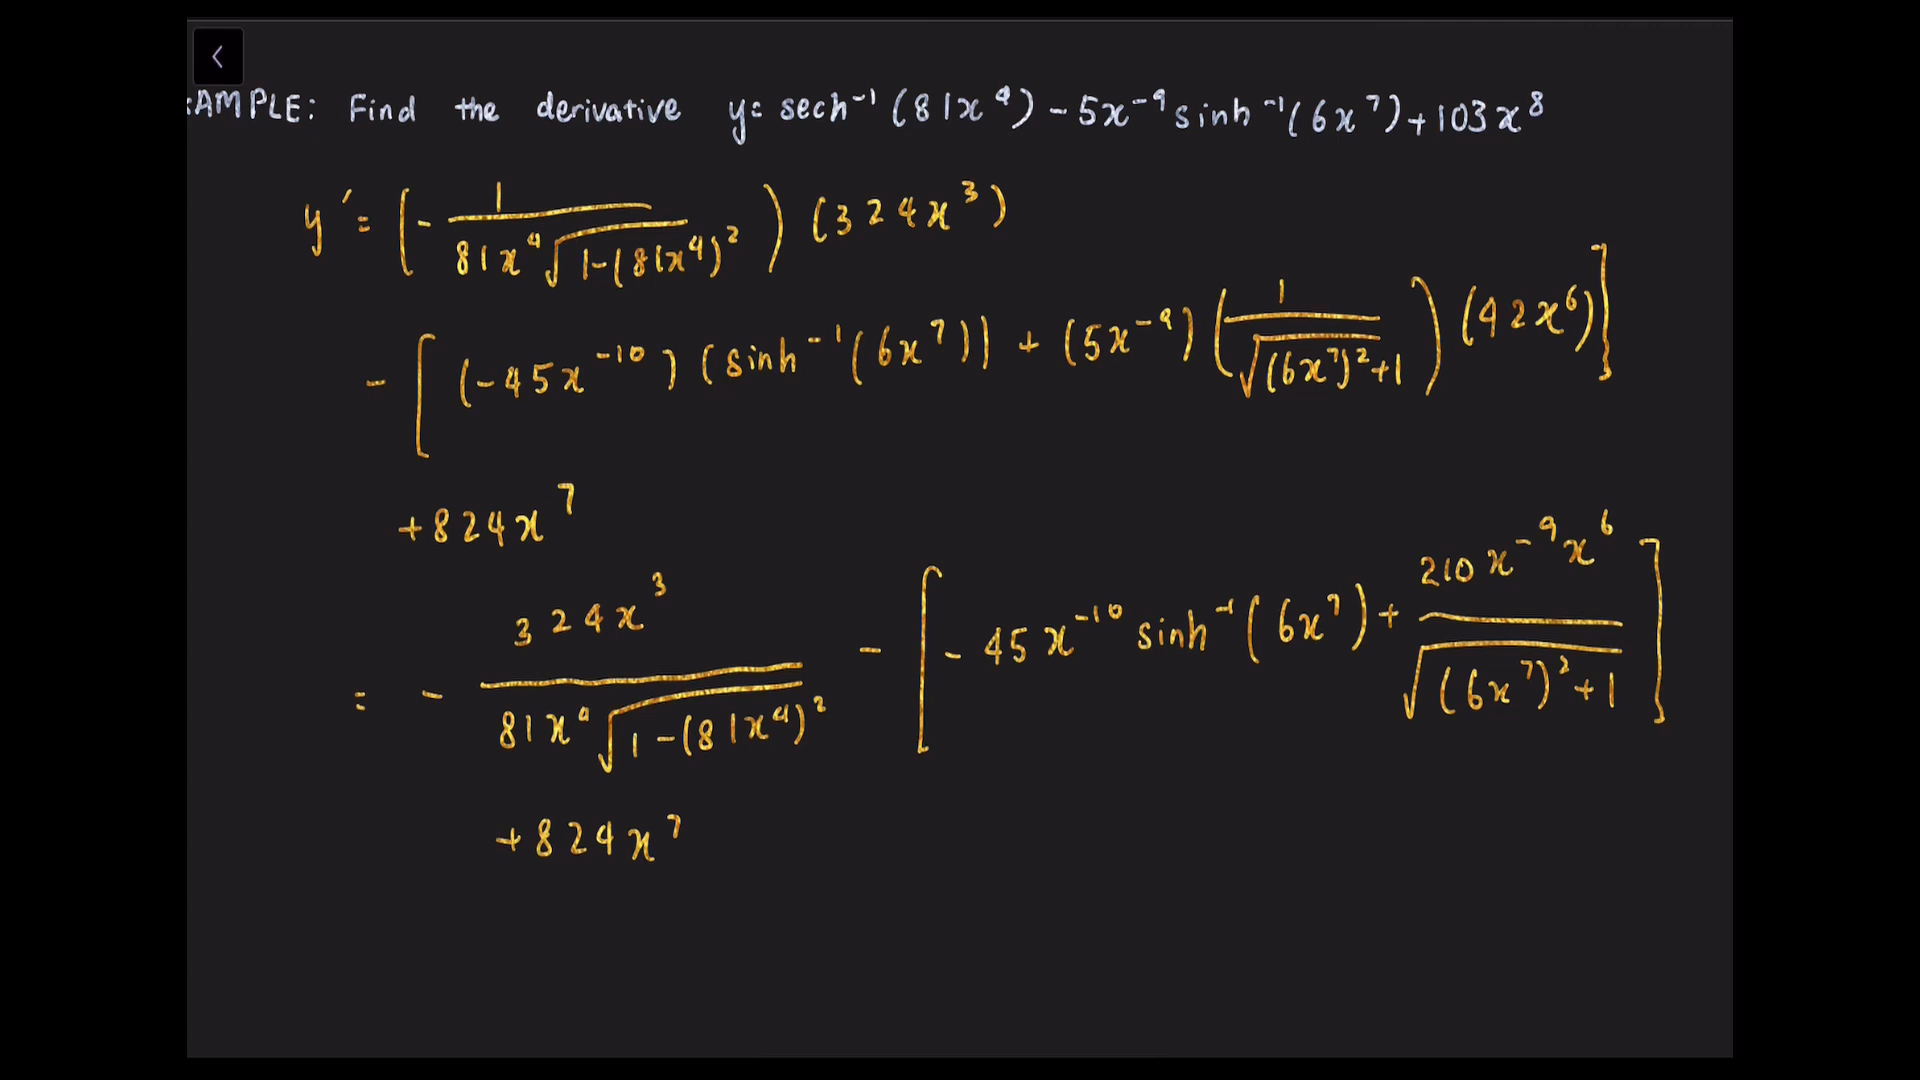 AMPLE: Find the derivative y= sech⁻¹(81x⁴) - 5x⁻⁹ sinh⁻¹(6x⁷) + 103x⁸
y' = (- 1/(81x⁴√(1-(81x⁴)²))) (324x³)
- [(-45x⁻¹⁰)(sinh⁻¹(6x⁷)) + (5x⁻⁹)(1/√((6x⁷)²+1))(42x⁶)]
+824x⁷
= - 324x³/(81x⁴√(1-(81x⁴)²)) - [-45x⁻¹⁰ sinh⁻¹(6x⁷) + 210x⁻⁹x⁶/√((6x⁷)²+1)]
+824x⁷